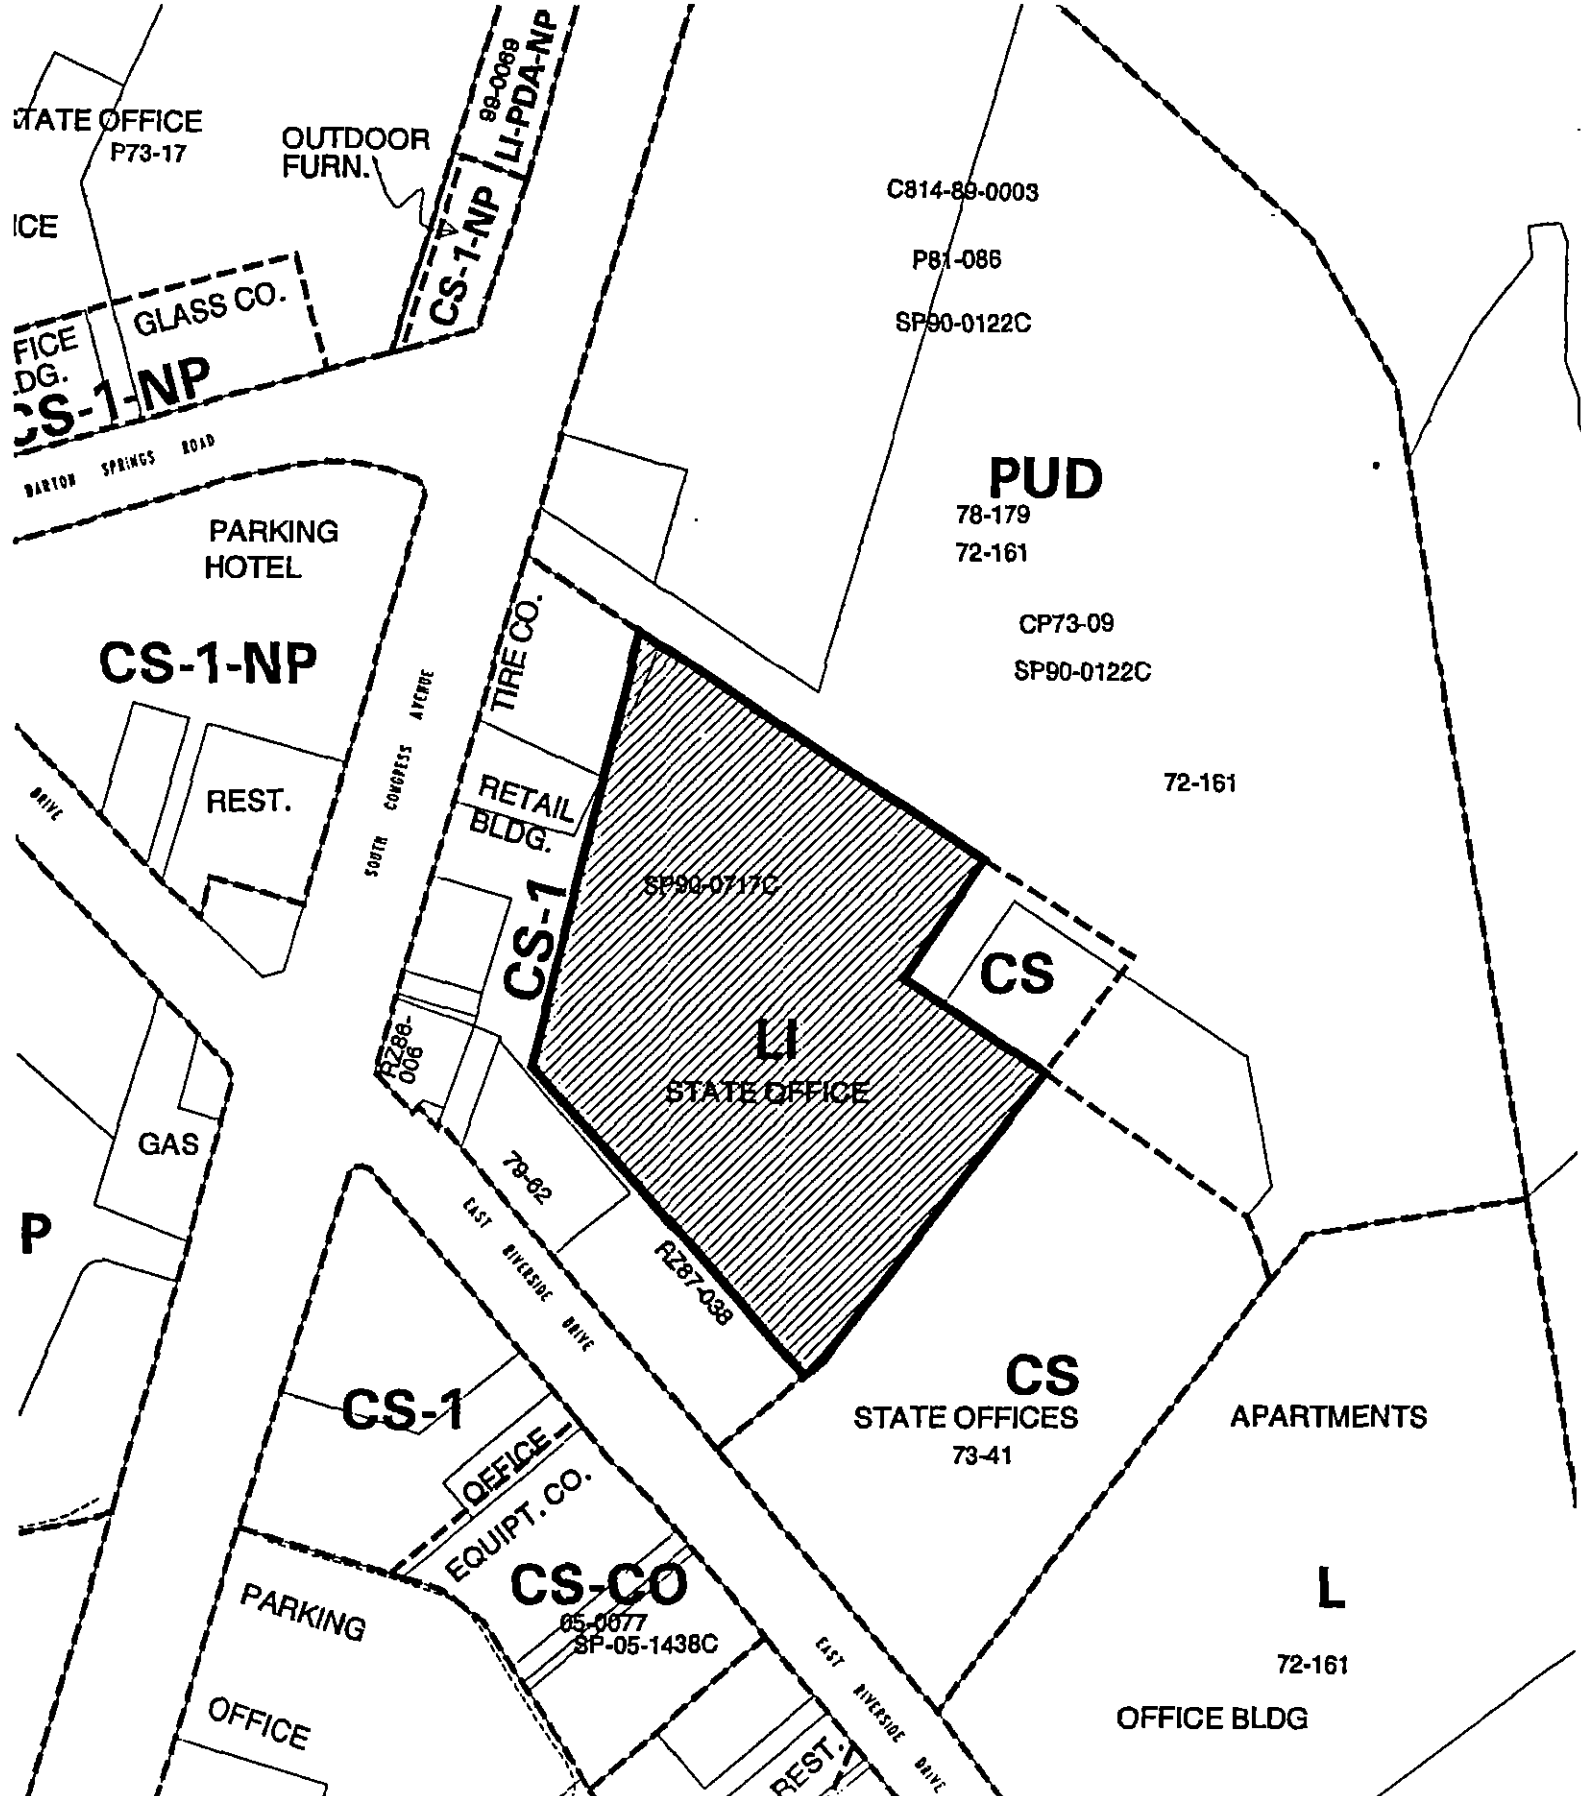 99-0069
LI-PDA-NP
STATE OFFICE
P73-17
OUTDOOR
FURN.
CS-1-NP
C814-89-0003
P81-086
SP90-0122C
ICE
GLASS CO.
FICE
DG.
CS-1-NP
BARTON SPRINGS ROAD
PARKING
HOTEL
CS-1-NP
PUD
78-179
72-161
CP73-09
SP90-0122C
72-161
TIRE CO.
SOUTH CONGRESS AVENUE
RETAIL
BLDG.
REST.
DRIVE
CS-1
SP90-0717C
CS
LI
STATE OFFICE
RZ86-
006
GAS
79-62
P
EAST RIVERSIDE DRIVE
RZ87-038
CS
STATE OFFICES
73-41
APARTMENTS
CS-1
OFFICE
EQUIPT. CO.
CS-CO
05-0077
SP-05-1438C
PARKING
OFFICE
L
72-161
OFFICE BLDG
EAST RIVERSIDE DRIVE
REST.